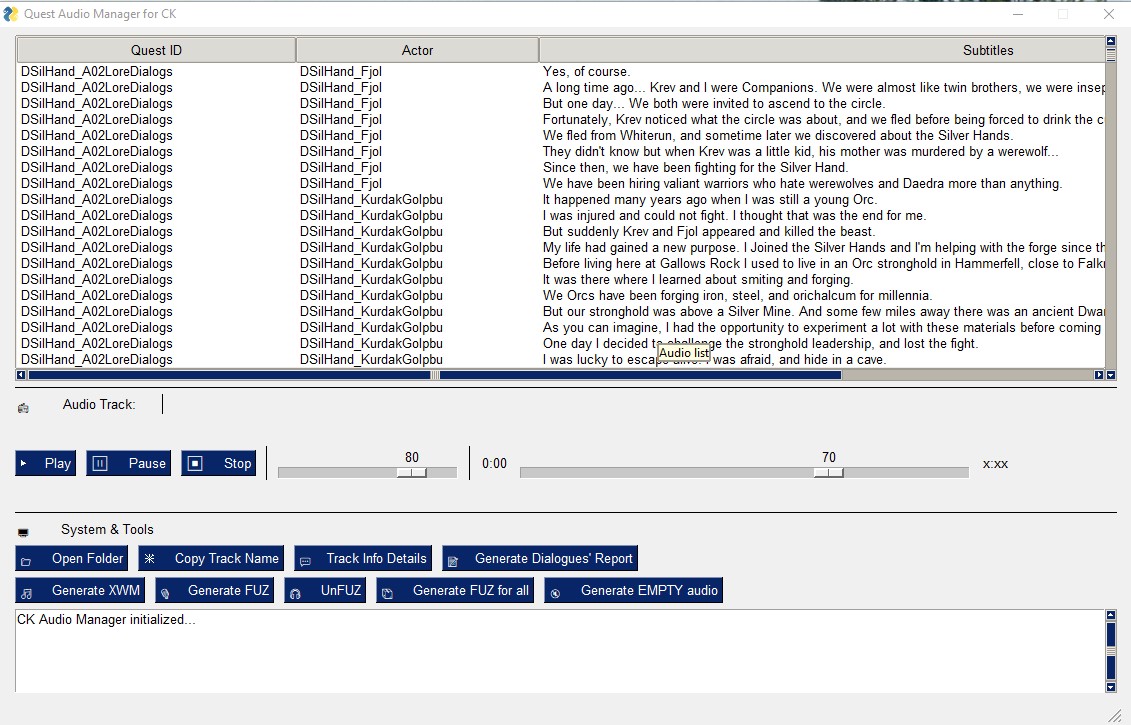 Quest Audio Manager for CK
Quest ID Actor Subtitles
DSilHand_A02LoreDialogs DSilHand_Fjol Yes, of course.
DSilHand_A02LoreDialogs DSilHand_Fjol A long time ago... Krev and I were Companions. We were almost like twin brothers, we were insep
DSilHand_A02LoreDialogs DSilHand_Fjol But one day... We both were invited to ascend to the circle.
DSilHand_A02LoreDialogs DSilHand_Fjol Fortunately, Krev noticed what the circle was about, and we fled before being forced to drink the c
DSilHand_A02LoreDialogs DSilHand_Fjol We fled from Whiterun, and sometime later we discovered about the Silver Hands.
DSilHand_A02LoreDialogs DSilHand_Fjol They didn't know but when Krev was a little kid, his mother was murdered by a werewolf...
DSilHand_A02LoreDialogs DSilHand_Fjol Since then, we have been fighting for the Silver Hand.
DSilHand_A02LoreDialogs DSilHand_Fjol We have been hiring valiant warriors who hate werewolves and Daedra more than anything.
DSilHand_A02LoreDialogs DSilHand_KurdakGolpbu It happened many years ago when I was still a young Orc.
DSilHand_A02LoreDialogs DSilHand_KurdakGolpbu I was injured and could not fight. I thought that was the end for me.
DSilHand_A02LoreDialogs DSilHand_KurdakGolpbu But suddenly Krev and Fjol appeared and killed the beast.
DSilHand_A02LoreDialogs DSilHand_KurdakGolpbu My life had gained a new purpose. I Joined the Silver Hands and I'm helping with the forge since th
DSilHand_A02LoreDialogs DSilHand_KurdakGolpbu Before living here at Gallows Rock I used to live in an Orc stronghold in Hammerfell, close to Falkr
DSilHand_A02LoreDialogs DSilHand_KurdakGolpbu It was there where I learned about smiting and forging.
DSilHand_A02LoreDialogs DSilHand_KurdakGolpbu We Orcs have been forging iron, steel, and orichalcum for millennia.
DSilHand_A02LoreDialogs DSilHand_KurdakGolpbu But our stronghold was above a Silver Mine. And some few miles away there was an ancient Dwar
DSilHand_A02LoreDialogs DSilHand_KurdakGolpbu As you can imagine, I had the opportunity to experiment a lot with these materials before coming
DSilHand_A02LoreDialogs DSilHand_KurdakGolpbu One day I decided to challenge the stronghold leadership, and lost the fight.
Audio list
DSilHand_A02LoreDialogs DSilHand_KurdakGolpbu I was lucky to escape alive. I was afraid, and hide in a cave.
Audio Track:
80 70
Play Pause Stop 0:00 x:xx
System & Tools
Open Folder Copy Track Name Track Info Details Generate Dialogues' Report
Generate XWM Generate FUZ UnFUZ Generate FUZ for all Generate EMPTY audio
CK Audio Manager initialized...